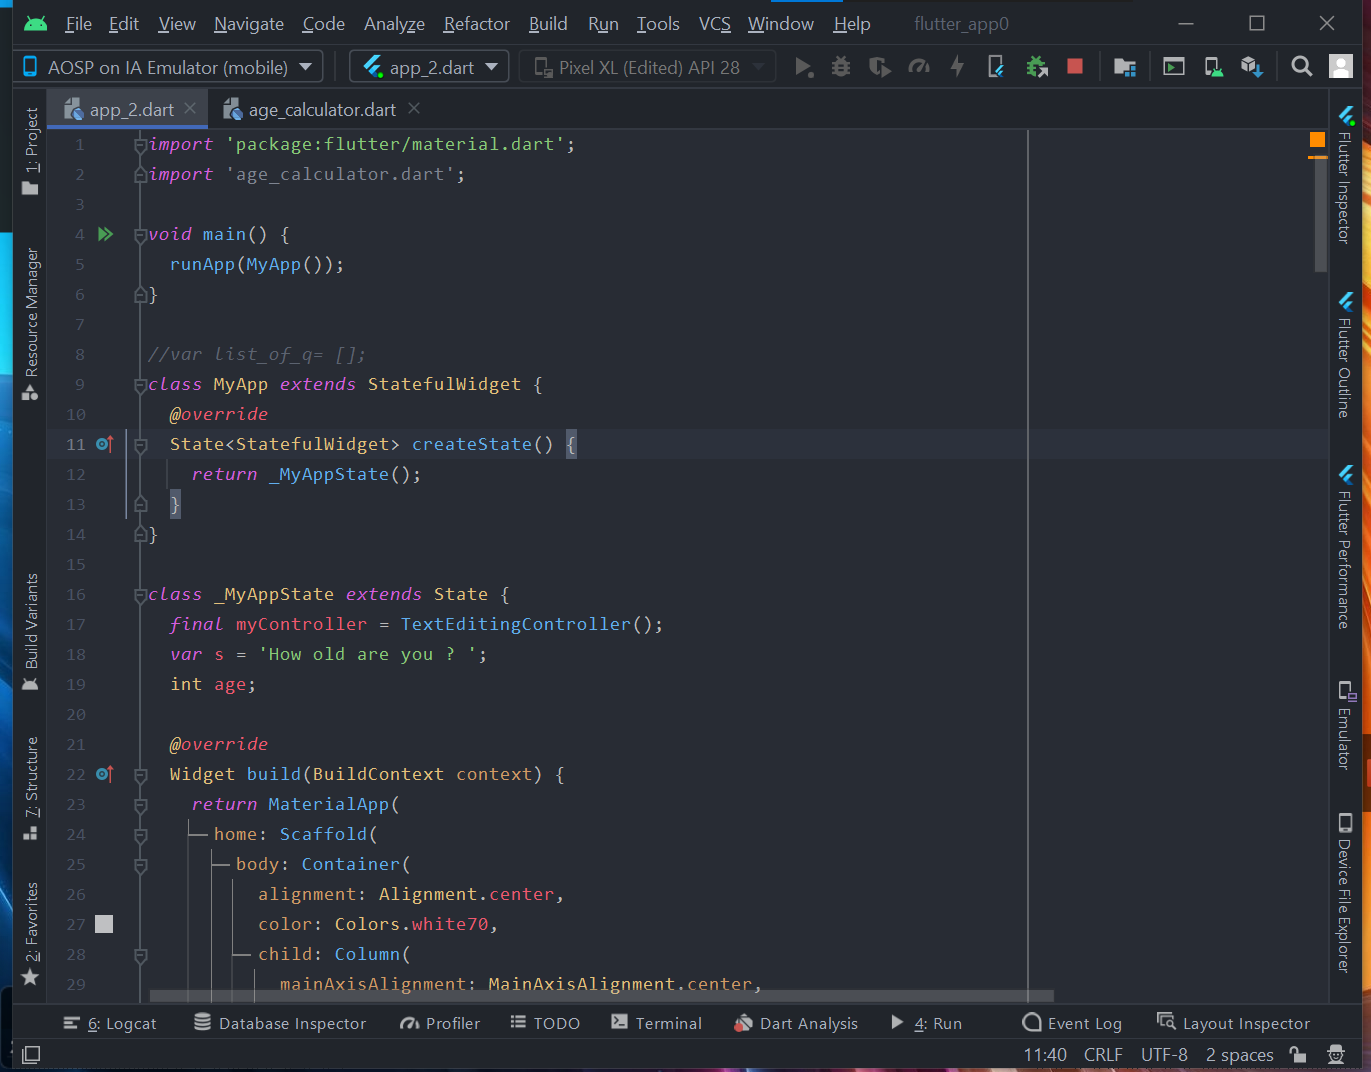 File Edit View Navigate Code Analyze Refactor Build Run Tools VCS Window Help flutter_app0
AOSP on IA Emulator (mobile) app_2.dart Pixel XL (Edited) API 28
app_2.dart age_calculator.dart
1 import 'package:flutter/material.dart';
2 import 'age_calculator.dart';
3
4 void main() {
5 runApp(MyApp());
6 }
7
8 //var list_of_q= [];
9 class MyApp extends StatefulWidget {
10 @override
11 State<StatefulWidget> createState() {
12 return _MyAppState();
13 }
14 }
15
16 class _MyAppState extends State {
17 final myController = TextEditingController();
18 var s = 'How old are you ? ';
19 int age;
20
21 @override
22 Widget build(BuildContext context) {
23 return MaterialApp(
24 home: Scaffold(
25 body: Container(
26 alignment: Alignment.center,
27 color: Colors.white70,
28 child: Column(
29 mainAxisAlignment: MainAxisAlignment.center,
1: Project
Resource Manager
Build Variants
7: Structure
2: Favorites
Flutter Inspector
Flutter Outline
Flutter Performance
Emulator
Device File Explorer
6: Logcat Database Inspector Profiler TODO Terminal Dart Analysis 4: Run Event Log Layout Inspector
11:40 CRLF UTF-8 2 spaces